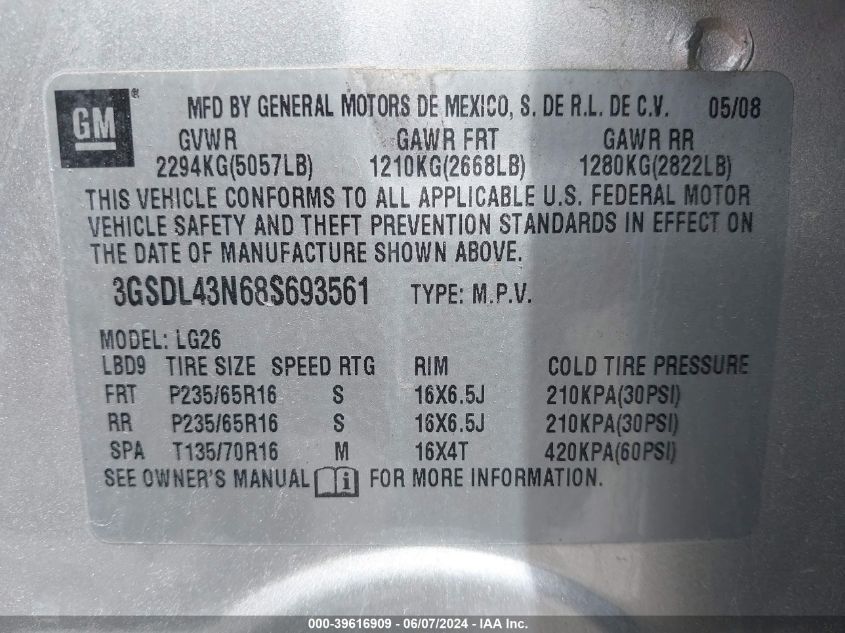 GM ® MFD BY GENERAL MOTORS DE MEXICO, S. DE R.L. DE C.V. 05/08
GVWR GAWR FRT GAWR RR
2294KG(5057LB) 1210KG(2668LB) 1280KG(2822LB)
THIS VEHICLE CONFORMS TO ALL APPLICABLE U.S. FEDERAL MOTOR
VEHICLE SAFETY AND THEFT PREVENTION STANDARDS IN EFFECT ON
THE DATE OF MANUFACTURE SHOWN ABOVE.
3GSDL43N68S693561 TYPE: M.P.V.
MODEL: LG26
LBD9 TIRE SIZE SPEED RTG RIM COLD TIRE PRESSURE
FRT P235/65R16 S 16X6.5J 210KPA(30PSI)
RR P235/65R16 S 16X6.5J 210KPA(30PSI)
SPA T135/70R16 M 16X4T 420KPA(60PSI)
SEE OWNER'S MANUAL i FOR MORE INFORMATION.
000-39616909 - 06/07/2024 - IAA Inc.